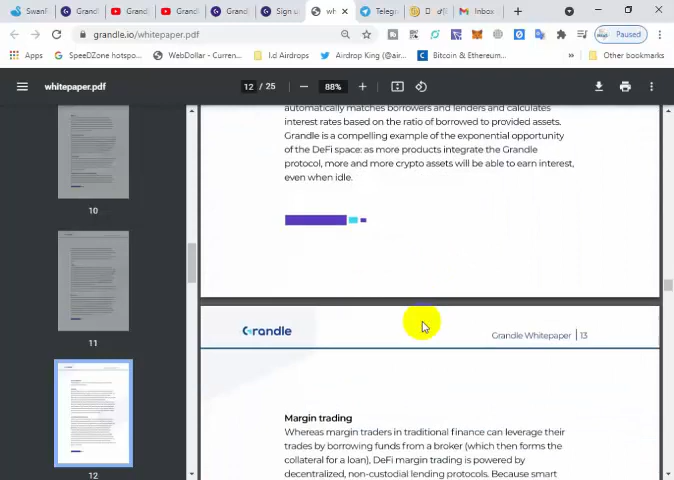 SwanF
Grandl
Grand
Grandl
Grandl
Sign u
wh
Telegr
D
Inbox
grandle.io/whitepaper.pdf
Paused
Apps
SpeedZone hotspo...
WebDollar - Curren...
I.d Airdrops
Airdrop King (@air...
Bitcoin & Ethereum...
»
Other bookmarks
whitepaper.pdf
12 / 25
88%
automatically matches borrowers and lenders and calculates
interest rates based on the ratio of borrowed to provided assets.
Grandle is a compelling example of the exponential opportunity
of the DeFi space: as more products integrate the Grandle
protocol, more and more crypto assets will be able to earn interest,
even when idle.
10
11
12
Grandle
Grandle Whitepaper | 13
Margin trading
Whereas margin traders in traditional finance can leverage their
trades by borrowing funds from a broker (which then forms the
collateral for a loan), DeFi margin trading is powered by
decentralized, non-custodial lending protocols. Because smart